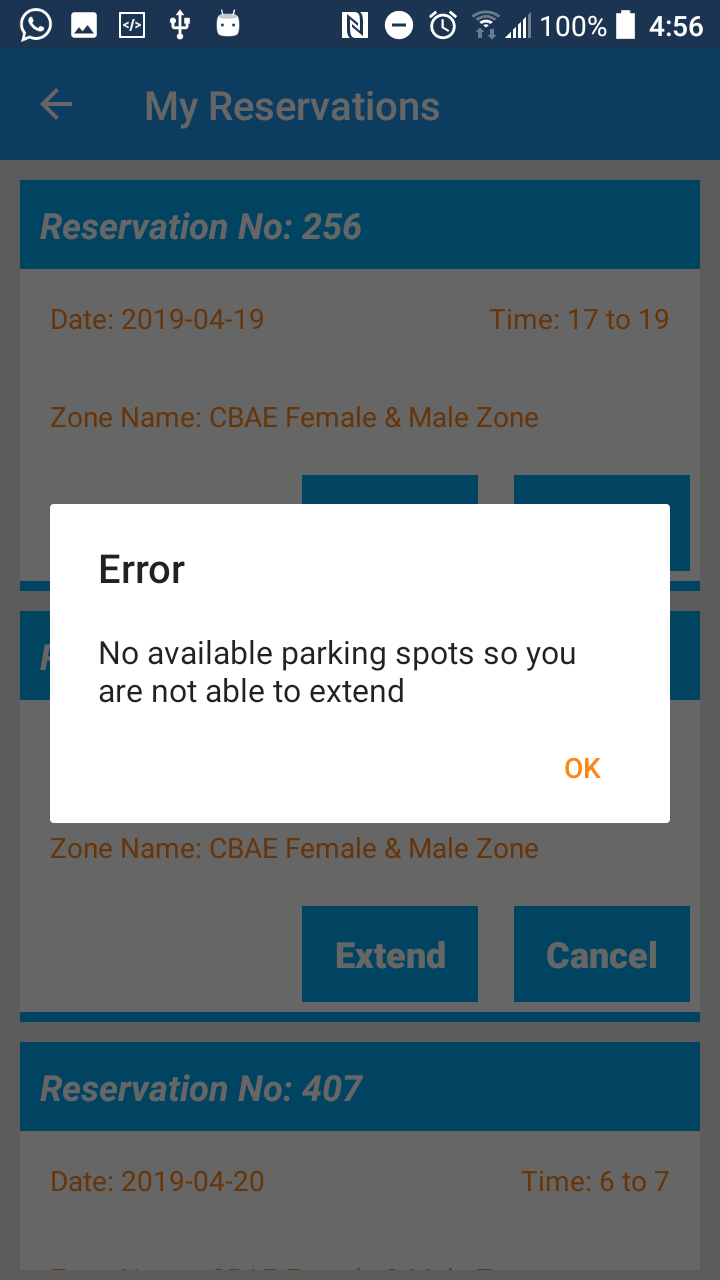 100% 4:56
My Reservations
Reservation No: 256
Date: 2019-04-19 Time: 17 to 19
Zone Name: CBAE Female & Male Zone
Error
No available parking spots so you
are not able to extend
OK
Zone Name: CBAE Female & Male Zone
Extend Cancel
Reservation No: 407
Date: 2019-04-20 Time: 6 to 7